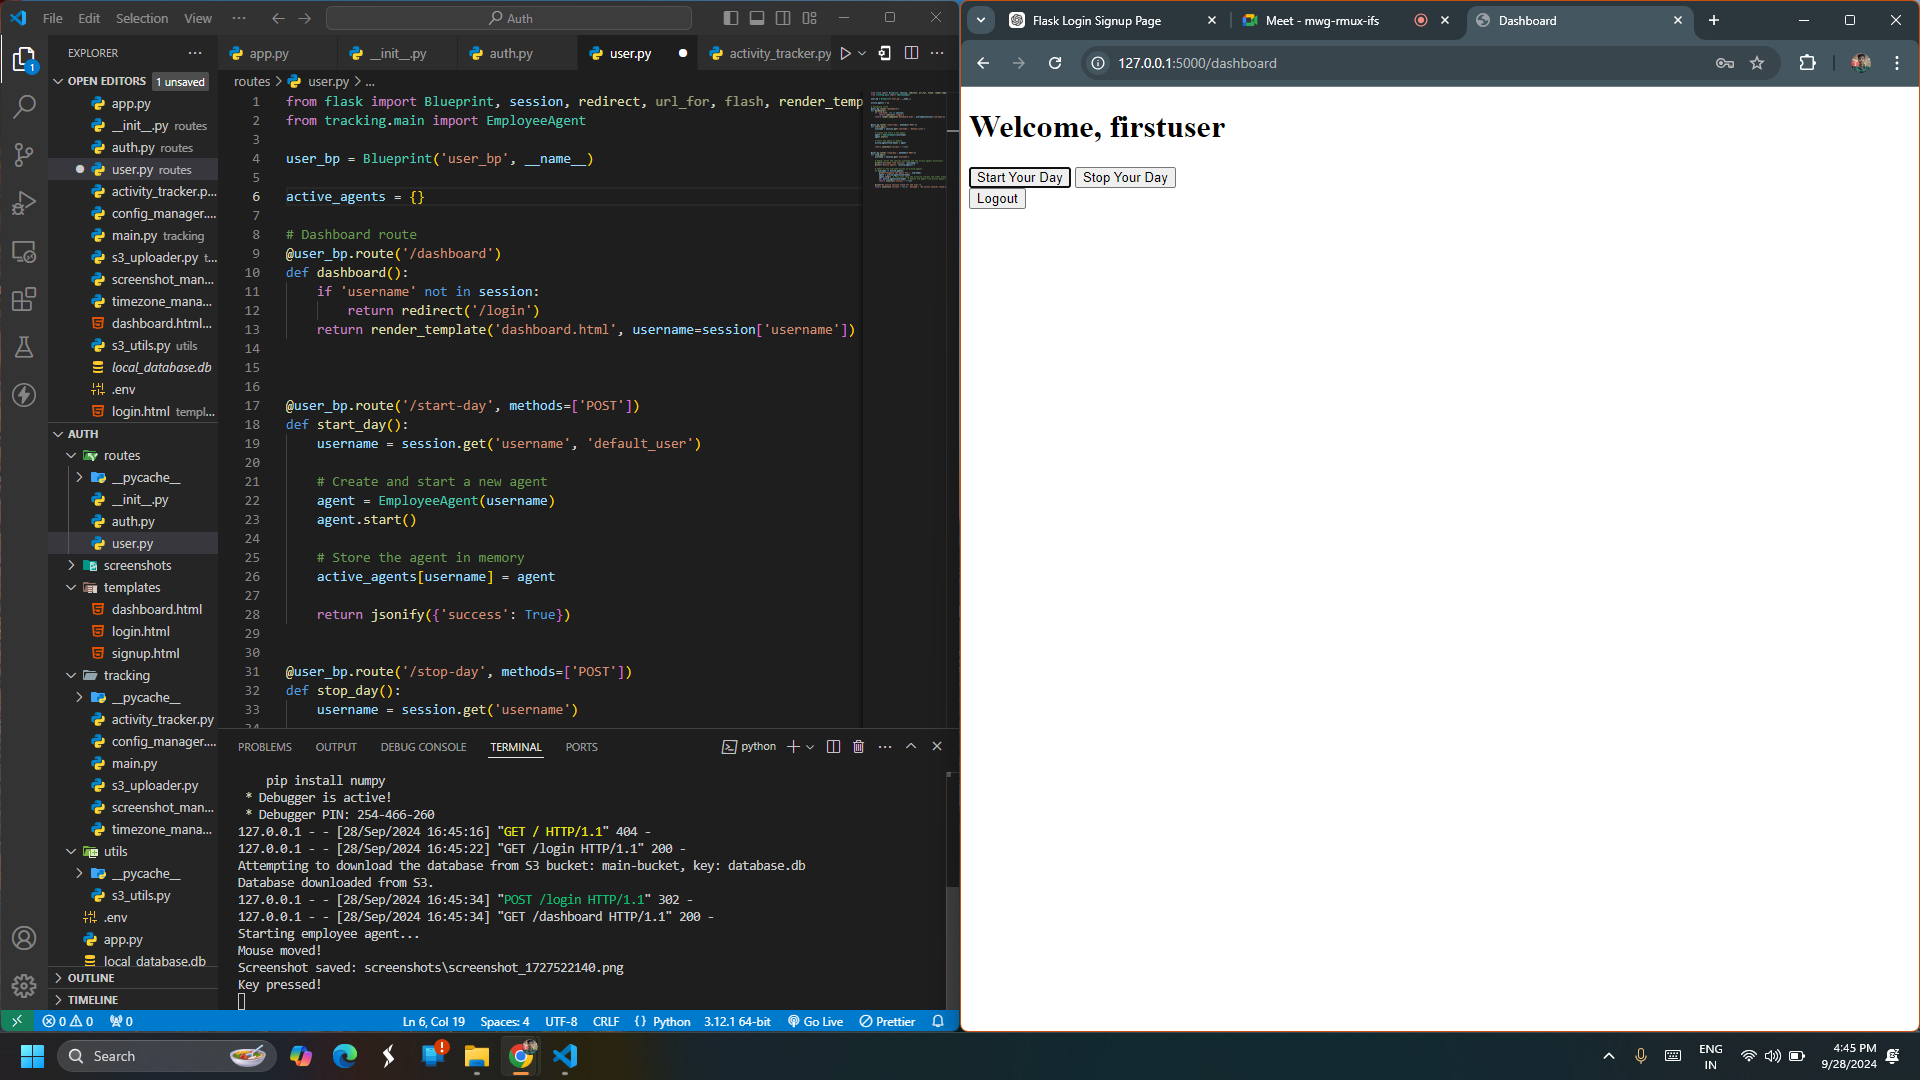 File Edit Selection View ··· Auth
EXPLORER
OPEN EDITORS 1 unsaved
app.py
__init__.py routes
auth.py routes
user.py routes
activity_tracker.p...
config_manager....
main.py tracking
s3_uploader.py t...
screenshot_man...
timezone_mana...
dashboard.html...
s3_utils.py utils
local_database.db
.env
login.html templ...
AUTH
routes
__pycache__
__init__.py
auth.py
user.py
screenshots
templates
dashboard.html
login.html
signup.html
tracking
__pycache__
activity_tracker.py
config_manager....
main.py
s3_uploader.py
screenshot_man...
timezone_mana...
utils
__pycache__
s3_utils.py
.env
app.py
local_database.db
OUTLINE
TIMELINE
app.py __init__.py auth.py user.py activity_tracker.py
routes > user.py > ...
1 from flask import Blueprint, session, redirect, url_for, flash, render_temp
2 from tracking.main import EmployeeAgent
3
4 user_bp = Blueprint('user_bp', __name__)
5
6 active_agents = {}
7
8 # Dashboard route
9 @user_bp.route('/dashboard')
10 def dashboard():
11 if 'username' not in session:
12 return redirect('/login')
13 return render_template('dashboard.html', username=session['username'])
14
15
16
17 @user_bp.route('/start-day', methods=['POST'])
18 def start_day():
19 username = session.get('username', 'default_user')
20
21 # Create and start a new agent
22 agent = EmployeeAgent(username)
23 agent.start()
24
25 # Store the agent in memory
26 active_agents[username] = agent
27
28 return jsonify({'success': True})
29
30
31 @user_bp.route('/stop-day', methods=['POST'])
32 def stop_day():
33 username = session.get('username')
34
PROBLEMS OUTPUT DEBUG CONSOLE TERMINAL PORTS python
pip install numpy
* Debugger is active!
* Debugger PIN: 254-466-260
127.0.0.1 - - [28/Sep/2024 16:45:16] "GET / HTTP/1.1" 404 -
127.0.0.1 - - [28/Sep/2024 16:45:22] "GET /login HTTP/1.1" 200 -
Attempting to download the database from S3 bucket: main-bucket, key: database.db
Database downloaded from S3.
127.0.0.1 - - [28/Sep/2024 16:45:34] "POST /login HTTP/1.1" 302 -
127.0.0.1 - - [28/Sep/2024 16:45:34] "GET /dashboard HTTP/1.1" 200 -
Starting employee agent...
Mouse moved!
Screenshot saved: screenshots\screenshot_1727522140.png
Key pressed!
0 0 0 Ln 6, Col 19 Spaces: 4 UTF-8 CRLF {} Python 3.12.1 64-bit Go Live Prettier
Flask Login Signup Page Meet - mwg-rmux-ifs Dashboard
127.0.0.1:5000/dashboard
Welcome, firstuser
Start Your Day Stop Your Day
Logout
Search
ENG
IN
4:45 PM
9/28/2024